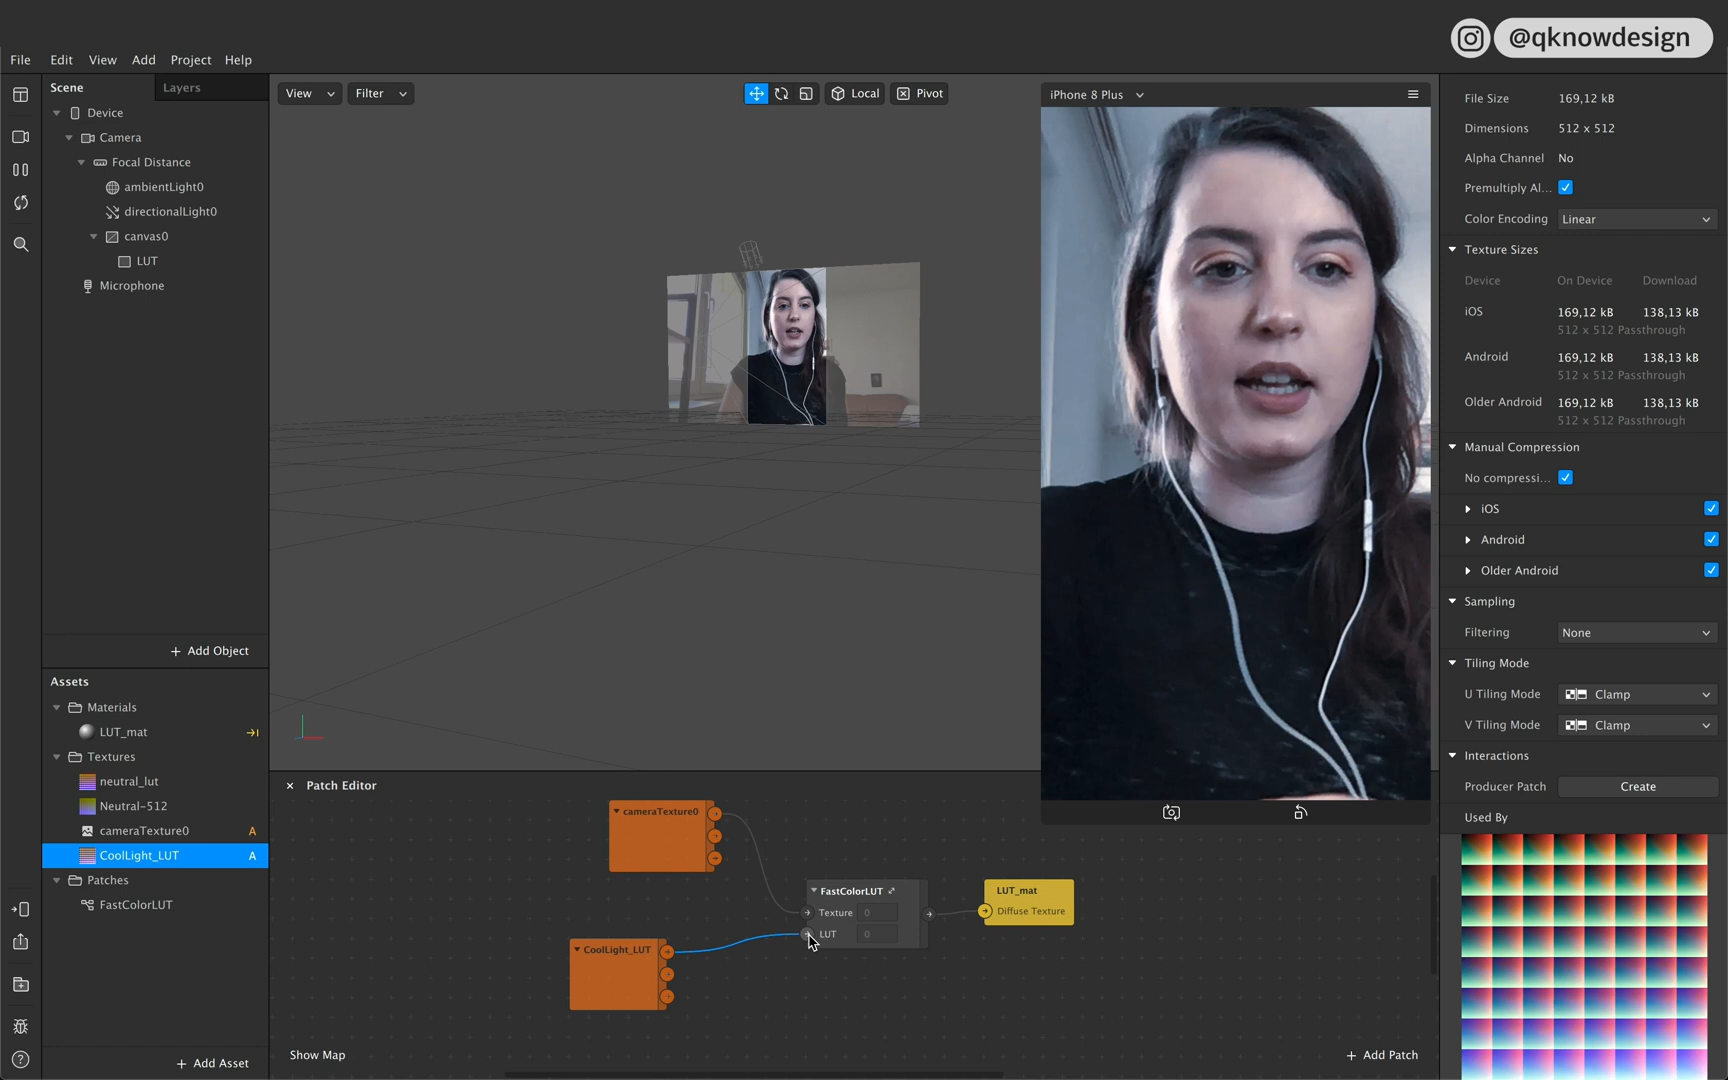 @qknowdesign
File Edit View Add Project Help
Scene Layers
Device
Camera
Focal Distance
ambientLight0
directionalLight0
canvas0
LUT
Microphone
+ Add Object
Assets
Materials
LUT_mat
Textures
neutral_lut
Neutral-512
cameraTexture0 A
CoolLight_LUT A
Patches
FastColorLUT
+ Add Asset
View Filter Local Pivot
iPhone 8 Plus
Patch Editor
cameraTexture0
FastColorLUT
Texture 0
LUT 0
LUT_mat
Diffuse Texture
CoolLight_LUT
Show Map
+ Add Patch
File Size 169,12 kB
Dimensions 512 x 512
Alpha Channel No
Premultiply Al...
Color Encoding Linear
Texture Sizes
Device On Device Download
iOS 169,12 kB 138,13 kB
512 x 512 Passthrough
Android 169,12 kB 138,13 kB
512 x 512 Passthrough
Older Android 169,12 kB 138,13 kB
512 x 512 Passthrough
Manual Compression
No compressi...
iOS
Android
Older Android
Sampling
Filtering None
Tiling Mode
U Tiling Mode Clamp
V Tiling Mode Clamp
Interactions
Producer Patch Create
Used By